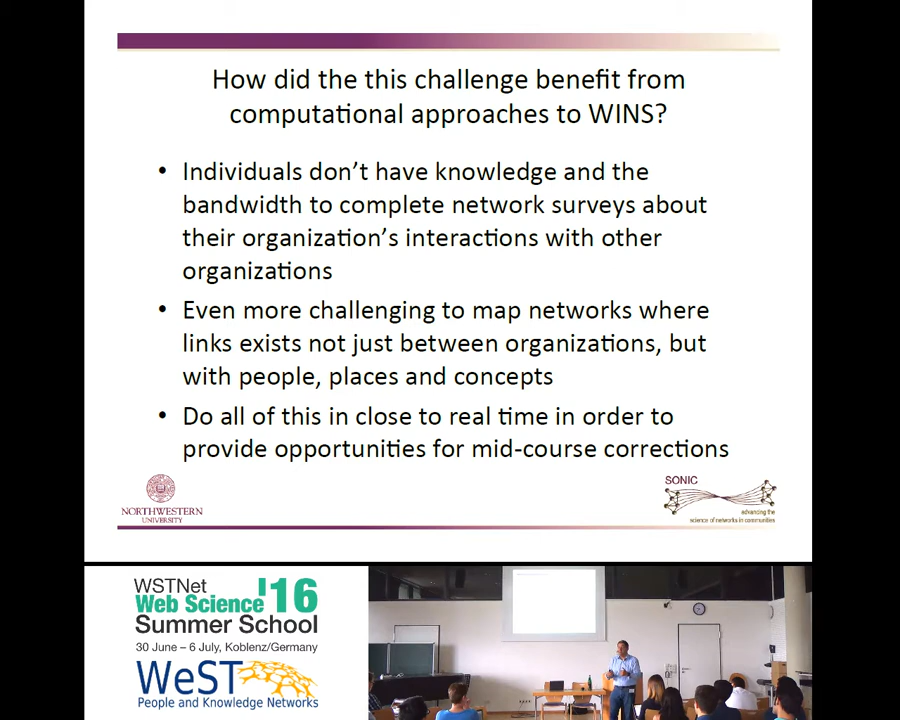 How did the this challenge benefit from
computational approaches to WINS?
• Individuals don't have knowledge and the
bandwidth to complete network surveys about
their organization's interactions with other
organizations
• Even more challenging to map networks where
links exists not just between organizations, but
with people, places and concepts
• Do all of this in close to real time in order to
provide opportunities for mid-course corrections
NORTHWESTERN
UNIVERSITY
SONIC
advancing the
science of networks in communities
WSTNet
Web Science '16
Summer School
30 June – 6 July, Koblenz/Germany
WeST
People and Knowledge Networks